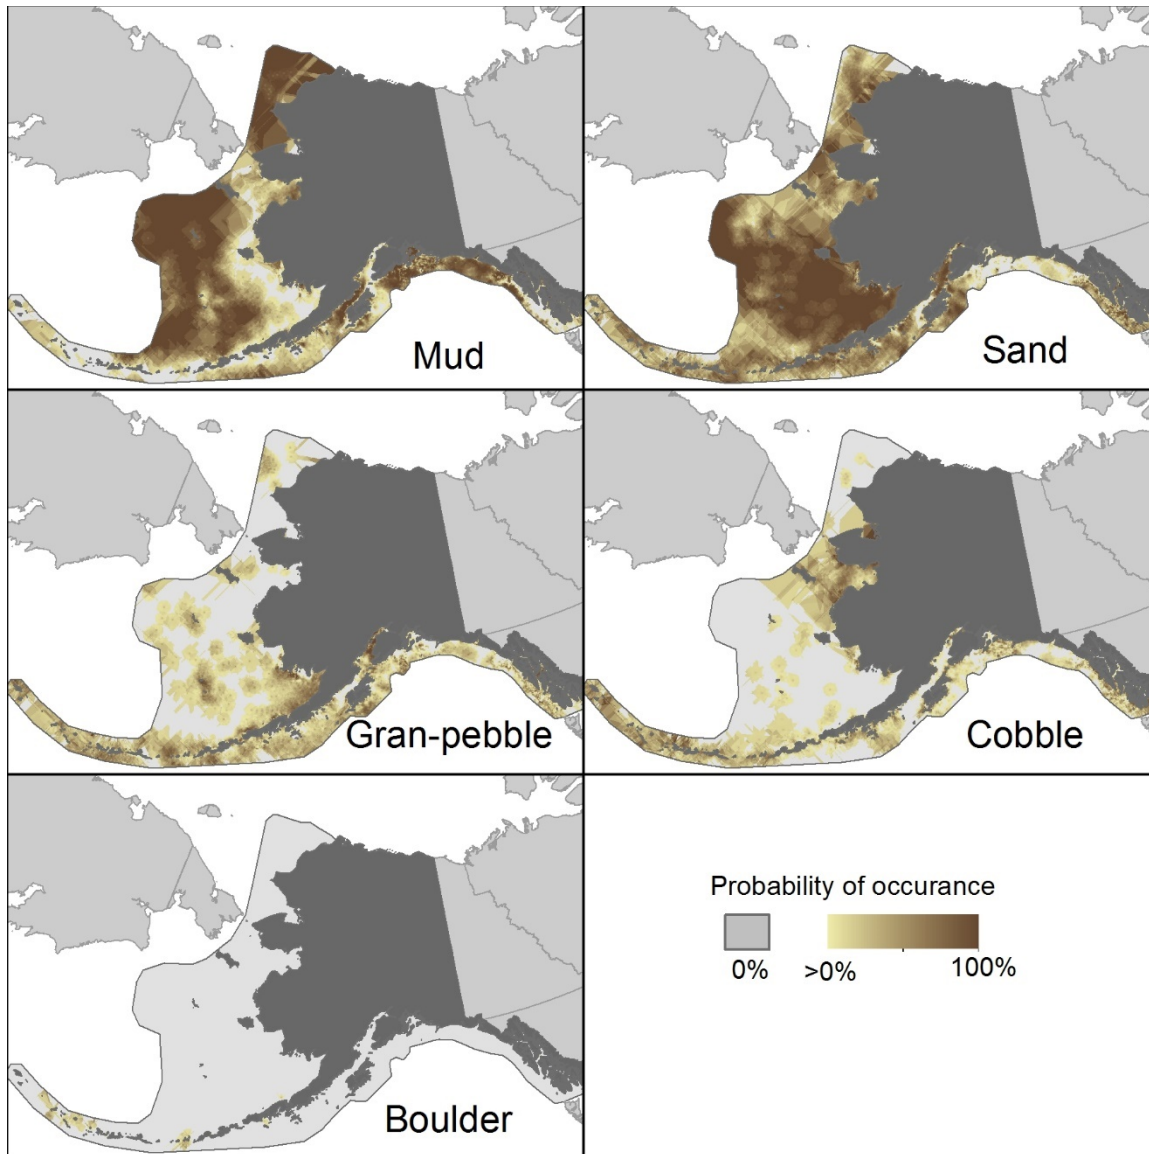 Mud
Sand
Gran-pebble
Cobble
Boulder
Probability of occurance
0%
>0%
100%